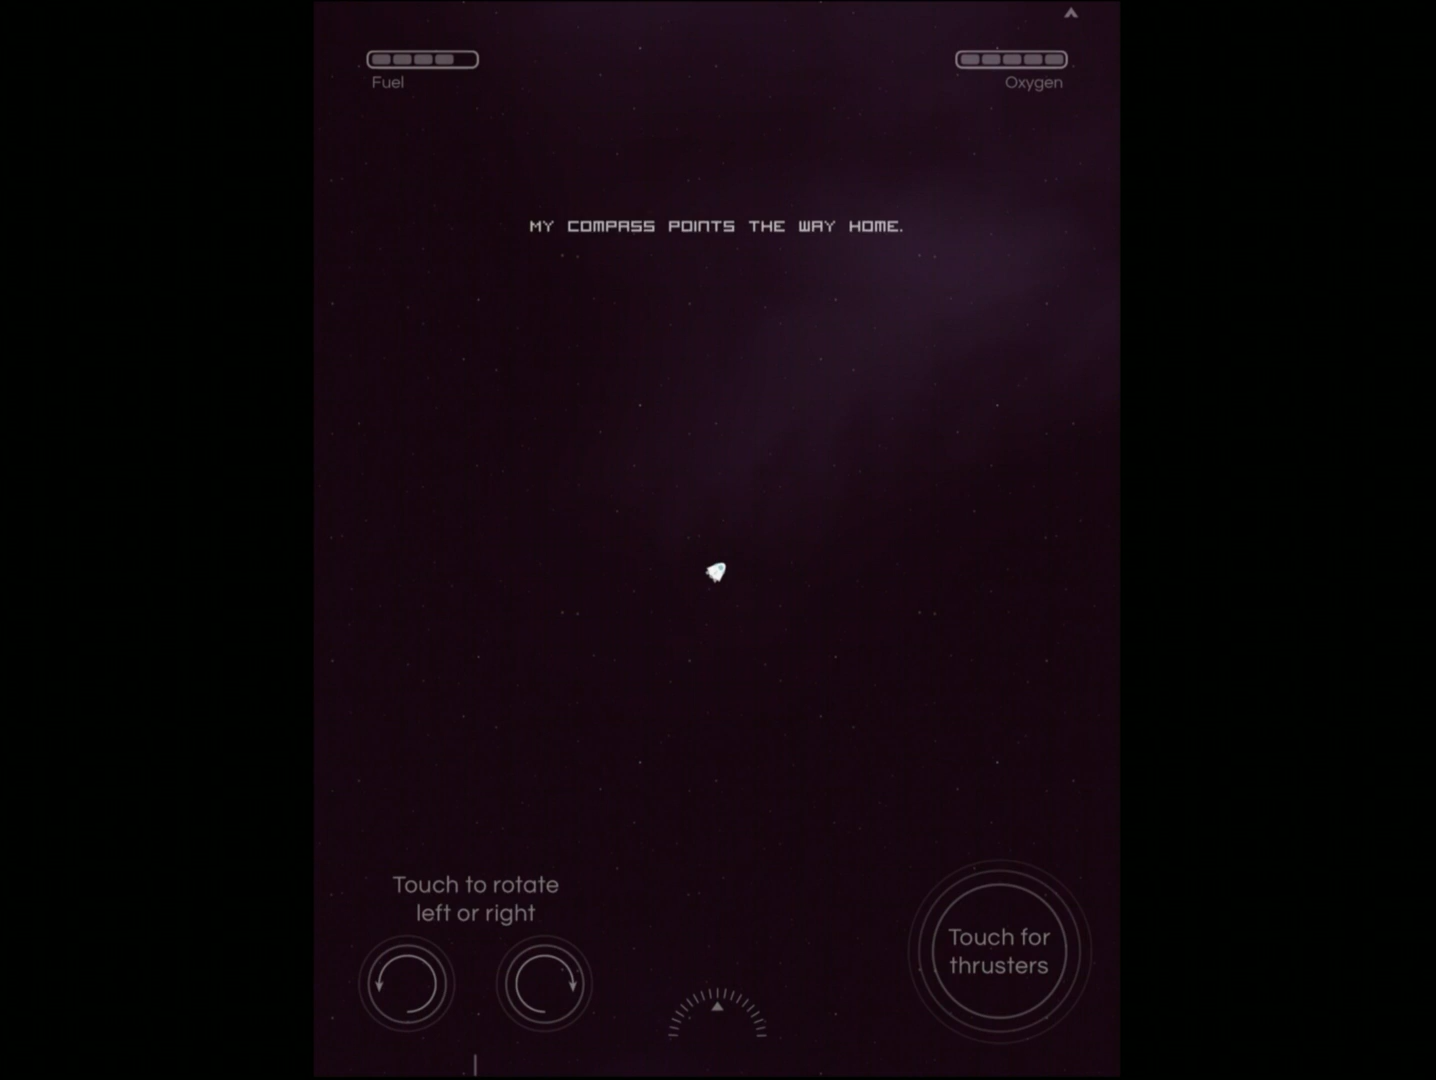 Fuel
Oxygen
MY COMPASS POINTS THE WAY HOME.
Touch to rotate
left or right
Touch for
thrusters